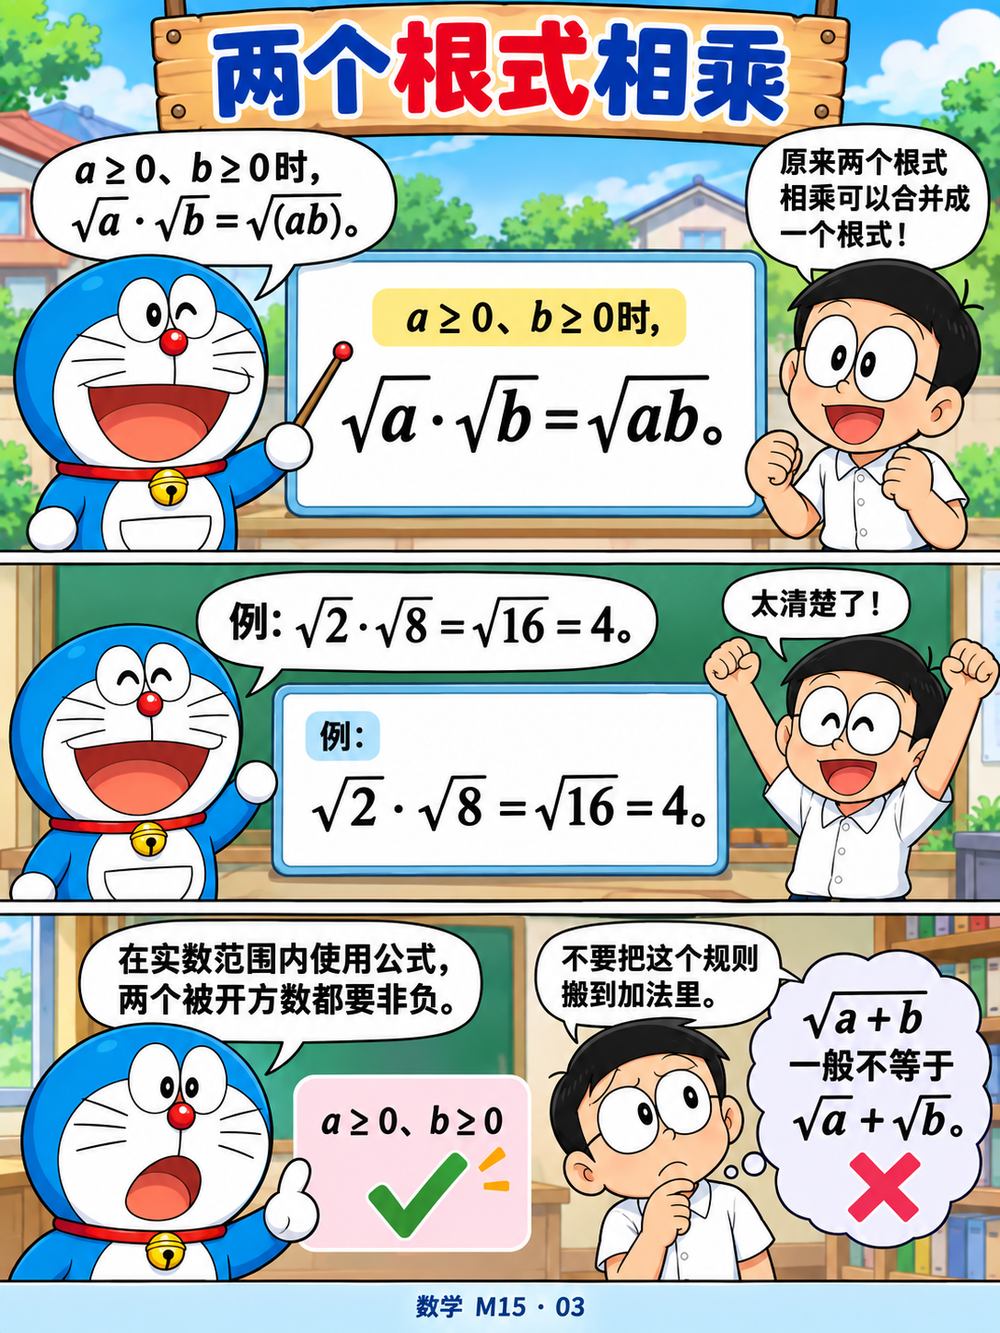 两个根式相乘
a ≥ 0、b ≥ 0时，
√a · √b = √(ab)。
原来两个根式
相乘可以合并成
一个根式！
a ≥ 0、b ≥ 0时，
√a · √b = √ab。
例：√2 · √8 = √16 = 4。
太清楚了！
例：
√2 · √8 = √16 = 4。
在实数范围内使用公式，
两个被开方数都要非负。
不要把这个规则
搬到加法里。
a ≥ 0、b ≥ 0
√a + b
一般不等于
√a + √b。
数学 M15 · 03